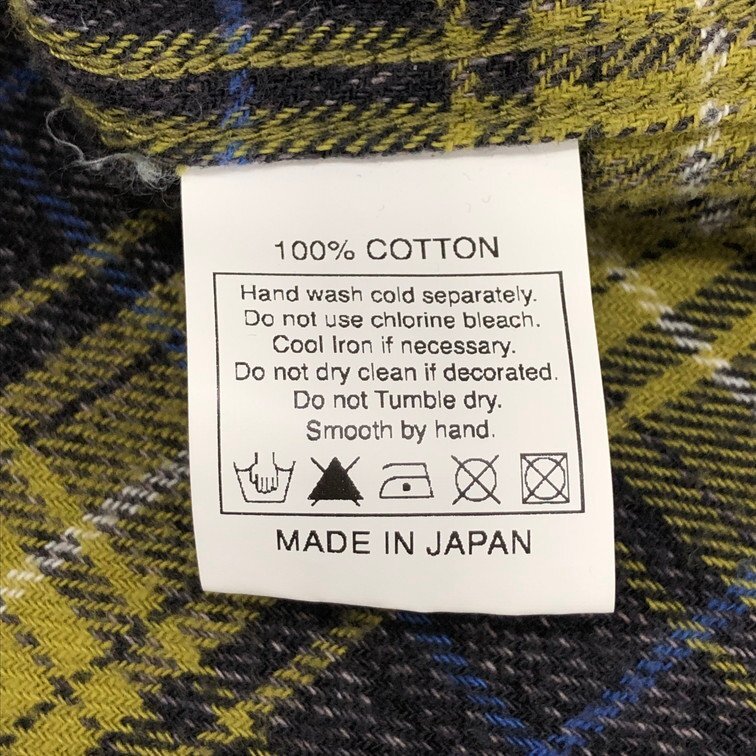 100% COTTON
Hand wash cold separately.
Do not use chlorine bleach.
Cool Iron if necessary.
Do not dry clean if decorated.
Do not Tumble dry.
Smooth by hand.
MADE IN JAPAN